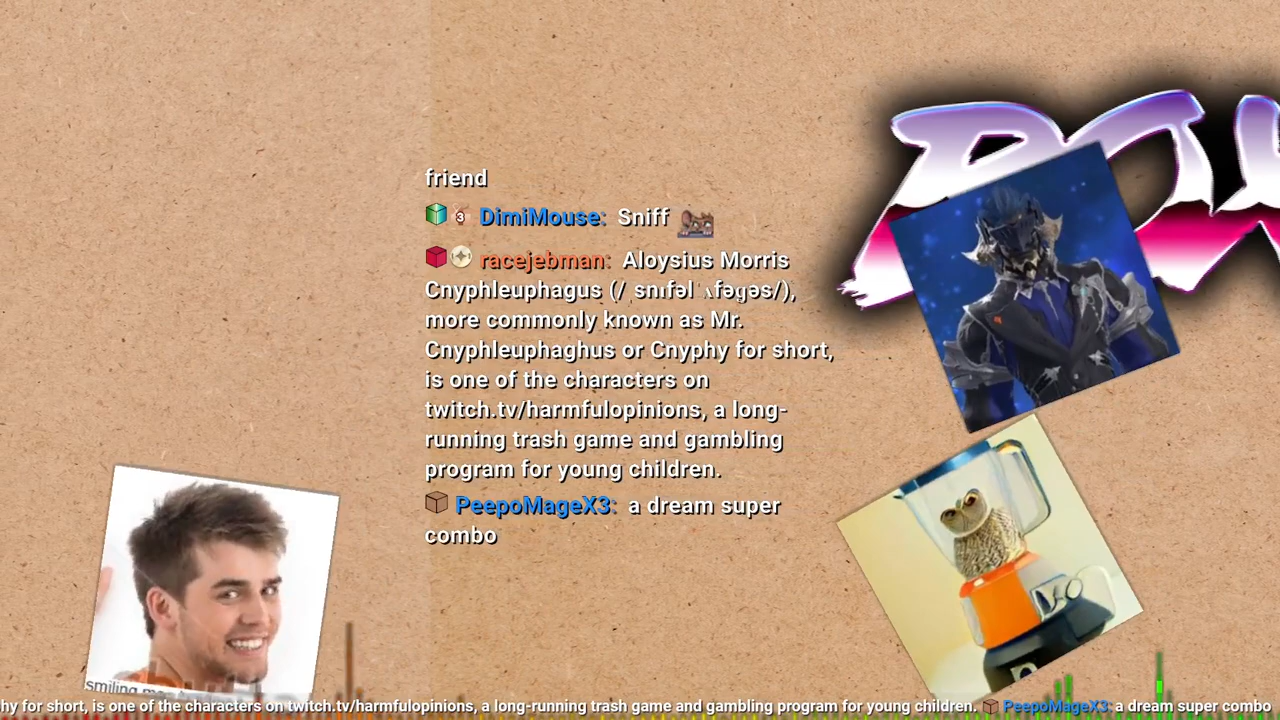 friend
DimiMouse: Sniff
racejebman: Aloysius Morris
Cnyphleuphagus (/ˌsnɪfəlˈʌfəɡəs/),
more commonly known as Mr.
Cnyphleuphaghus or Cnyphy for short,
is one of the characters on
twitch.tv/harmfulopinions, a long-
running trash game and gambling
program for young children.
PeepoMageX3: a dream super
combo
smiling
hy for short, is one of the characters on twitch.tv/harmfulopinions, a long-running trash game and gambling program for young children. PeepoMageX3: a dream super combo